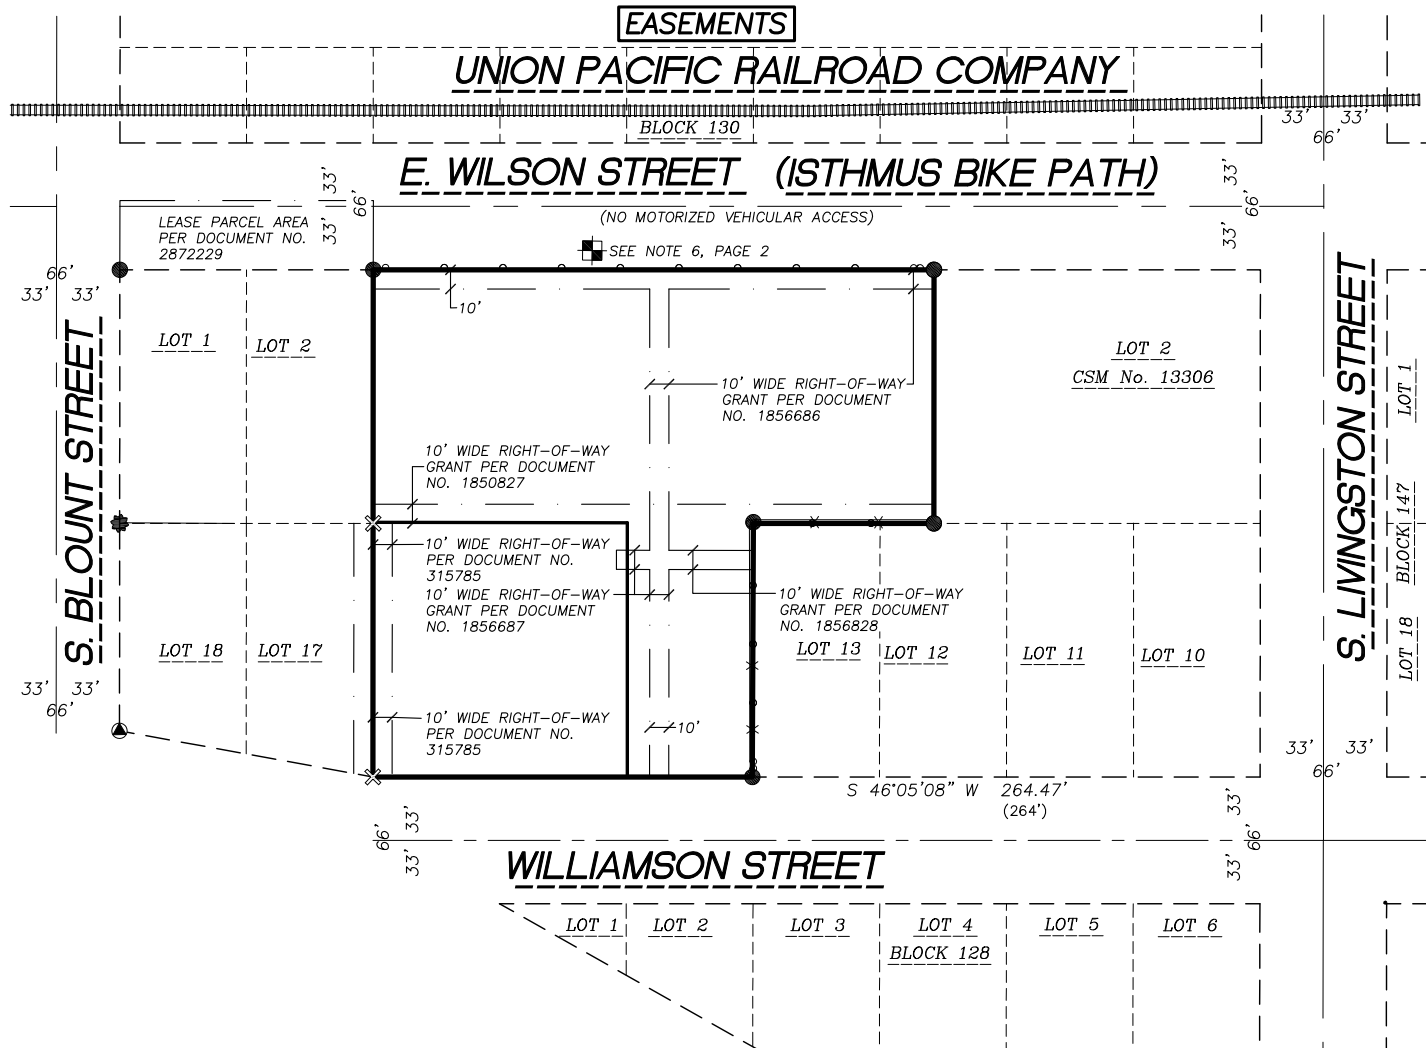 EASEMENTS
UNION PACIFIC RAILROAD COMPANY
33' 33'
66'
BLOCK 130
E. WILSON STREET (ISTHMUS BIKE PATH)
33'
66'
33'
33'
66'
33'
(NO MOTORIZED VEHICULAR ACCESS)
LEASE PARCEL AREA
PER DOCUMENT NO.
2872229
SEE NOTE 6, PAGE 2
66'
33' 33'
10'
LOT 1
LOT 2
LOT 2
CSM No. 13306
S. BLOUNT STREET
S. LIVINGSTON STREET
LOT 1
BLOCK 147
LOT 18
10' WIDE RIGHT-OF-WAY
GRANT PER DOCUMENT
NO. 1856686
10' WIDE RIGHT-OF-WAY
GRANT PER DOCUMENT
NO. 1850827
10' WIDE RIGHT-OF-WAY
PER DOCUMENT NO.
315785
10' WIDE RIGHT-OF-WAY
GRANT PER DOCUMENT
NO. 1856687
10' WIDE RIGHT-OF-WAY
GRANT PER DOCUMENT
NO. 1856828
LOT 18
LOT 17
LOT 13
LOT 12
LOT 11
LOT 10
33' 33'
66'
10' WIDE RIGHT-OF-WAY
PER DOCUMENT NO.
315785
10'
33' 33'
66'
S 46°05'08" W 264.47'
(264')
33'
66'
33'
33'
66'
33'
WILLIAMSON STREET
LOT 1
LOT 2
LOT 3
LOT 4
LOT 5
LOT 6
BLOCK 128